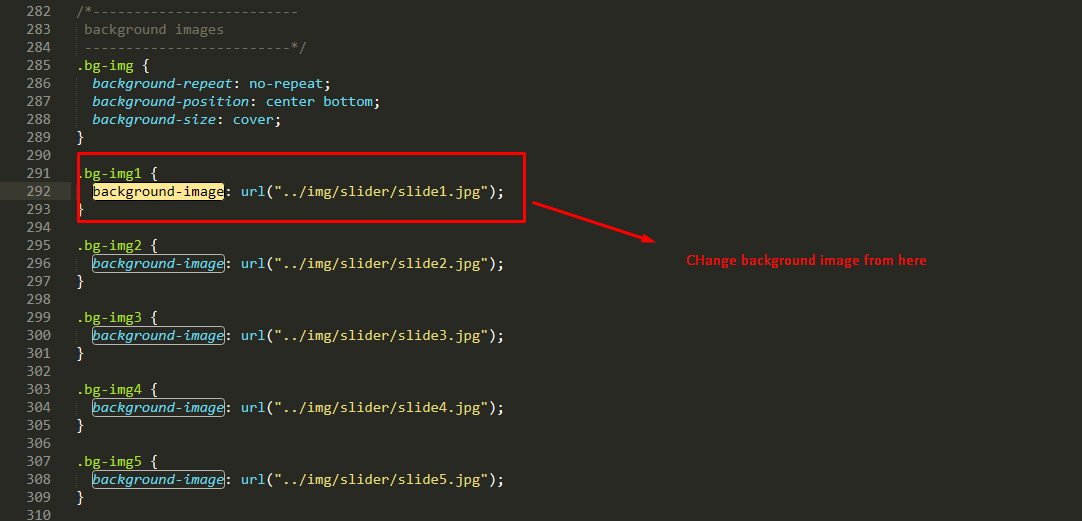 282 /*-------------------------
283  background images
284  -------------------------*/
285 .bg-img {
286   background-repeat: no-repeat;
287   background-position: center bottom;
288   background-size: cover;
289 }
290
291 .bg-img1 {
292   background-image: url("../img/slider/slide1.jpg");
293 }
294
295 .bg-img2 {
296   background-image: url("../img/slider/slide2.jpg");
CHange background image from here
297 }
298
299 .bg-img3 {
300   background-image: url("../img/slider/slide3.jpg");
301 }
302
303 .bg-img4 {
304   background-image: url("../img/slider/slide4.jpg");
305 }
306
307 .bg-img5 {
308   background-image: url("../img/slider/slide5.jpg");
309 }
310